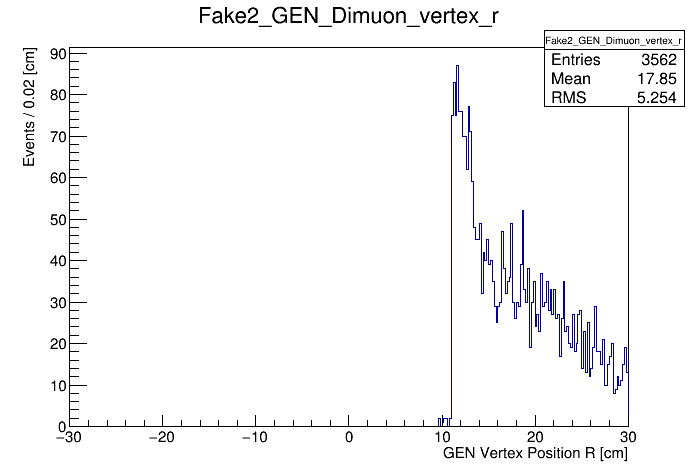 Fake2_GEN_Dimuon_vertex_r
Fake2_GEN_Dimuon_vertex_r
Entries 3562
Mean 17.85
RMS 5.254
Events / 0.02 [cm]
90
80
70
60
50
40
30
20
10
0
−30 −20 −10 0 10 20 30
GEN Vertex Position R [cm]